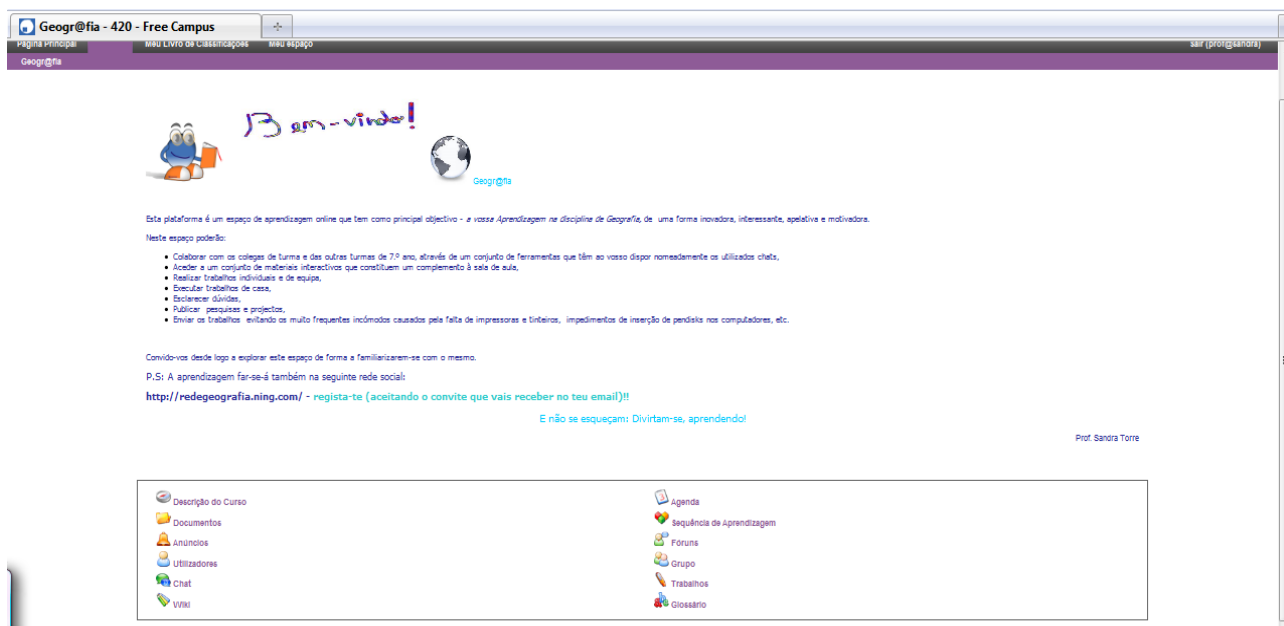 Geogr@fia - 420 - Free Campus
Página Principal Meu Livro de Classificações Meu espaço sair (prof@sandra)
Geogr@fia
Bem-vindo!
Geogr@fia
Esta plataforma é um espaço de aprendizagem online que tem como principal objectivo - a vossa Aprendizagem na disciplina de Geografia, de uma forma inovadora, interessante, apelativa e motivadora.
Neste espaço poderão:
• Colaborar com os colegas de turma e das outras turmas de 7.º ano, através de um conjunto de ferramentas que têm ao vosso dispor nomeadamente os utilizados chats,
• Aceder a um conjunto de materiais interactivos que constituem um complemento à sala de aula,
• Realizar trabalhos individuais e de equipa,
• Executar trabalhos de casa,
• Esclarecer dúvidas,
• Publicar pesquisas e projectos,
• Enviar os trabalhos evitando os muito frequentes incómodos causados pela falta de impressoras e tinteiros, impedimentos de inserção de pendisks nos computadores, etc.
Convido-vos desde logo a explorar este espaço de forma a familiarizarem-se com o mesmo.
P.S: A aprendizagem far-se-á também na seguinte rede social:
http://redegeografia.ning.com/ - regista-te (aceitando o convite que vais receber no teu email)!!
E não se esqueçam: Divirtam-se, aprendendo!
Prof. Sandra Torre
Descrição do Curso Agenda
Documentos Sequência de Aprendizagem
Anúncios Fóruns
Utilizadores Grupo
Chat Trabalhos
Wiki Glossário